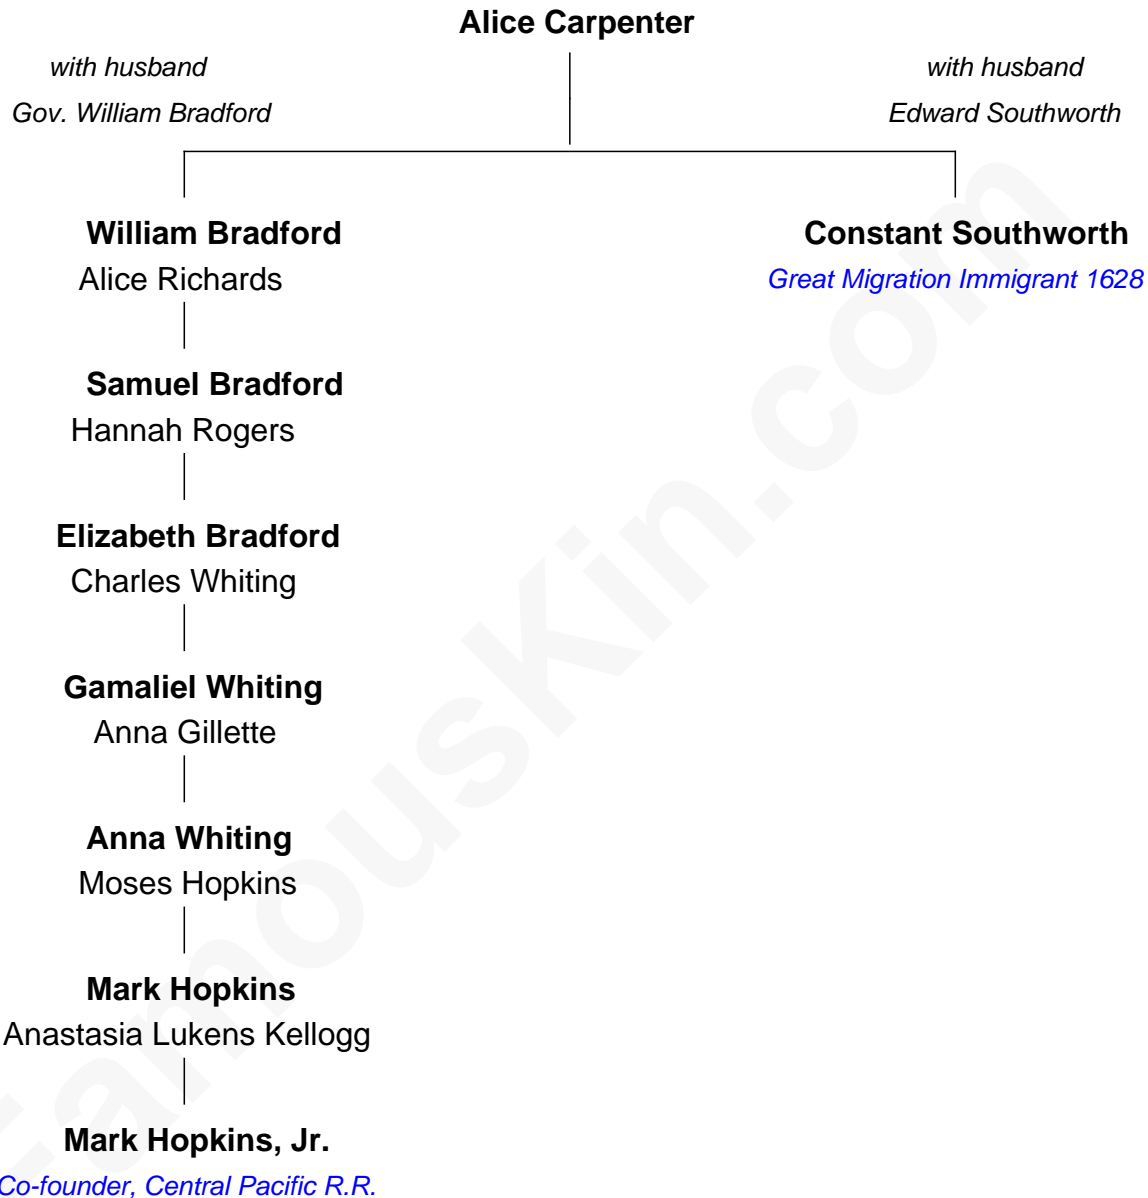 Alice Carpenter
with husband
Gov. William Bradford
with husband
Edward Southworth
William Bradford
Alice Richards
Constant Southworth
Great Migration Immigrant 1628
Samuel Bradford
Hannah Rogers
Elizabeth Bradford
Charles Whiting
Gamaliel Whiting
Anna Gillette
Anna Whiting
Moses Hopkins
Mark Hopkins
Anastasia Lukens Kellogg
Mark Hopkins, Jr.
Co-founder, Central Pacific R.R.
FamousKin.com